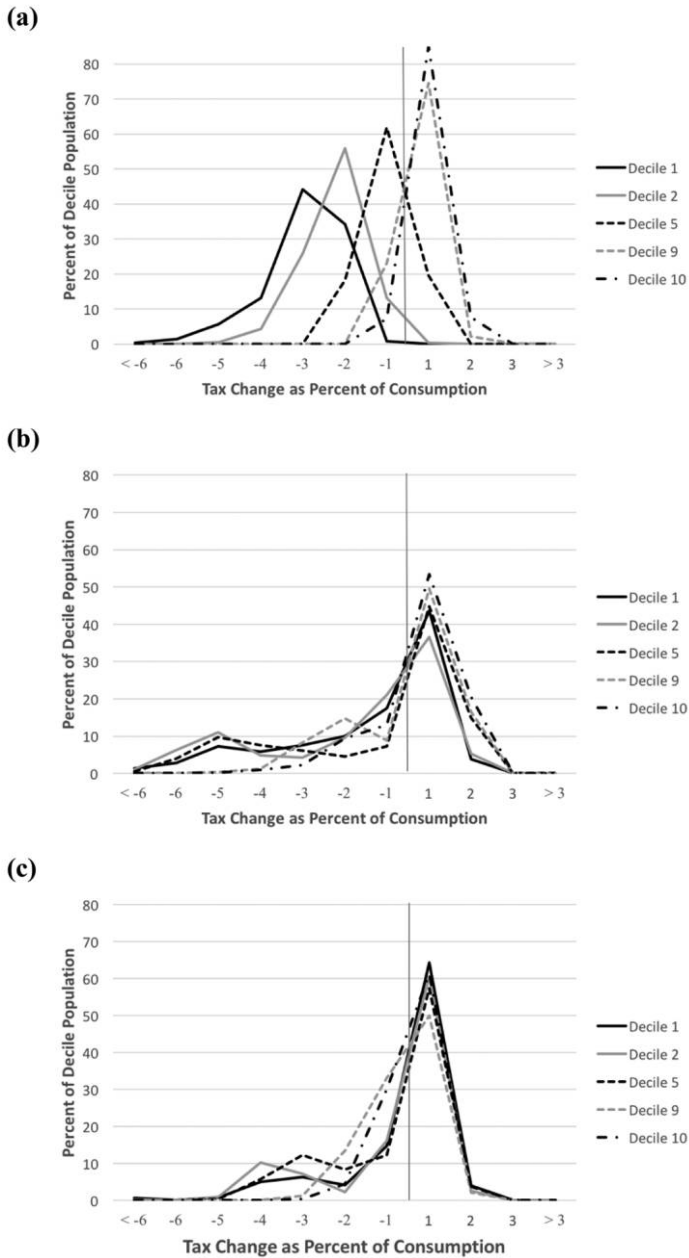 (a)
Percent of Decile Population
80
70
60
50
40
30
20
10
0
< -6 -6 -5 -4 -3 -2 -1 1 2 3 > 3
Tax Change as Percent of Consumption
Decile 1
Decile 2
Decile 5
Decile 9
Decile 10
(b)
Percent of Decile Population
80
70
60
50
40
30
20
10
0
< -6 -6 -5 -4 -3 -2 -1 1 2 3 > 3
Tax Change as Percent of Consumption
Decile 1
Decile 2
Decile 5
Decile 9
Decile 10
(c)
Percent of Decile Population
80
70
60
50
40
30
20
10
0
< -6 -6 -5 -4 -3 -2 -1 1 2 3 > 3
Tax Change as Percent of Consumption
Decile 1
Decile 2
Decile 5
Decile 9
Decile 10